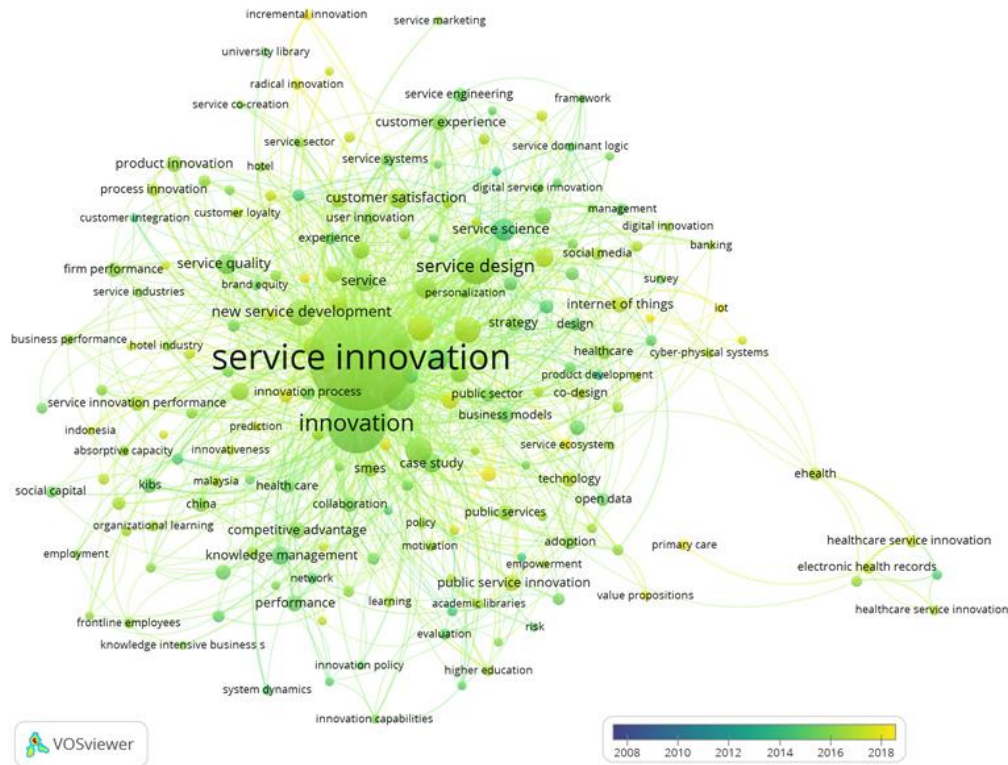 incremental innovation
service marketing
university library
radical innovation
service engineering
framework
service co-creation
customer experience
service sector
service dominant logic
service systems
product innovation
hotel
process innovation
customer satisfaction
digital service innovation
customer loyalty
user innovation
management
customer integration
service science
digital innovation
experience
banking
firm performance
service quality
service design
social media
service industries
brand equity
service
personalization
survey
new service development
internet of things
iot
strategy
design
business performance
hotel industry
service innovation
healthcare
cyber-physical systems
product development
innovation process
public sector
co-design
service innovation performance
business models
indonesia
prediction
innovation
service ecosystem
absorptive capacity
innovativeness
smes
case study
ehealth
technology
social capital
kibs
malaysia
health care
open data
china
collaboration
public services
organizational learning
competitive advantage
policy
adoption
healthcare service innovation
employment
knowledge management
motivation
primary care
empowerment
electronic health records
network
public service innovation
value propositions
performance
learning
academic libraries
healthcare service innovation
frontline employees
risk
evaluation
knowledge intensive business s
innovation policy
higher education
system dynamics
innovation capabilities
VOSviewer
2008 2010 2012 2014 2016 2018